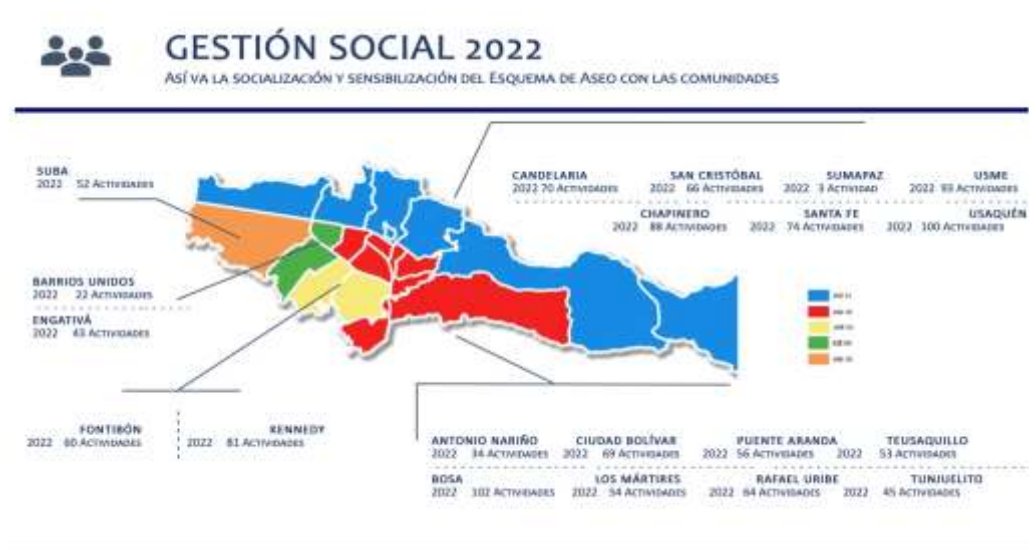 GESTIÓN SOCIAL 2022
ASÍ VA LA SOCIALIZACIÓN Y SENSIBILIZACIÓN DEL ESQUEMA DE ASEO CON LAS COMUNIDADES
SUBA
2022 52 ACTIVIDADES
CANDELARIA SAN CRISTÓBAL SUMAPAZ USME
2022 70 ACTIVIDADES 2022 66 ACTIVIDADES 2022 3 ACTIVIDAD 2022 93 ACTIVIDADES
CHAPINERO SANTA FE USAQUÉN
2022 88 ACTIVIDADES 2022 74 ACTIVIDADES 2022 100 ACTIVIDADES
BARRIOS UNIDOS
2022 22 ACTIVIDADES
ENGATIVÁ
2022 43 ACTIVIDADES
FONTIBÓN KENNEDY
2022 60 ACTIVIDADES 2022 81 ACTIVIDADES
ANTONIO NARIÑO CIUDAD BOLÍVAR PUENTE ARANDA TEUSAQUILLO
2022 34 ACTIVIDADES 2022 69 ACTIVIDADES 2022 56 ACTIVIDADES 2022 53 ACTIVIDADES
BOSA LOS MÁRTIRES RAFAEL URIBE TUNJUELITO
2022 102 ACTIVIDADES 2022 54 ACTIVIDADES 2022 64 ACTIVIDADES 2022 45 ACTIVIDADES